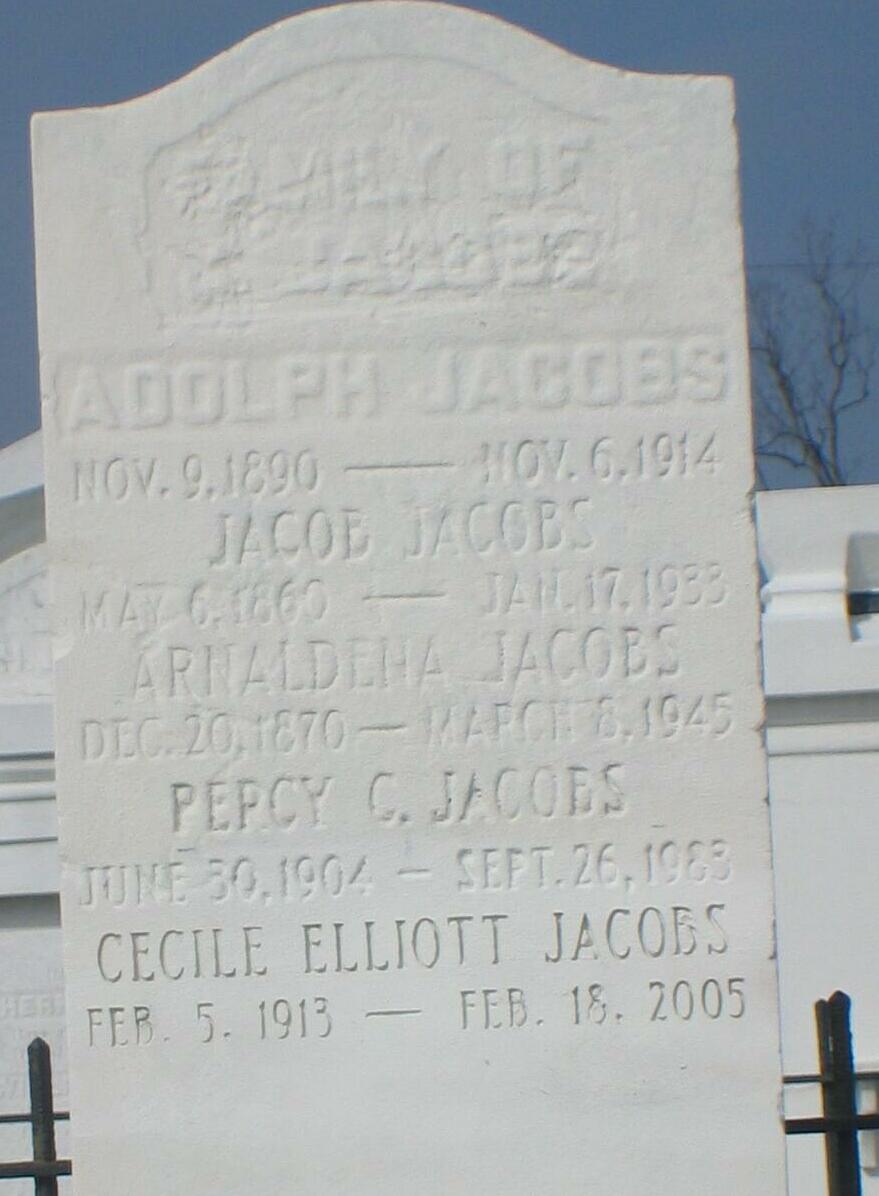 FAMILY OF
J. JACOBS
ADOLPH JACOBS
NOV. 9, 1890 — NOV. 6, 1914
JACOB JACOBS
MAY 6, 1860 — JAN. 17, 1933
ARNALDENA JACOBS
DEC. 20, 1870 — MARCH 8, 1945
PERCY C. JACOBS
JUNE 30, 1904 — SEPT. 26, 1983
CECILE ELLIOTT JACOBS
FEB. 5. 1913 — FEB. 18. 2005